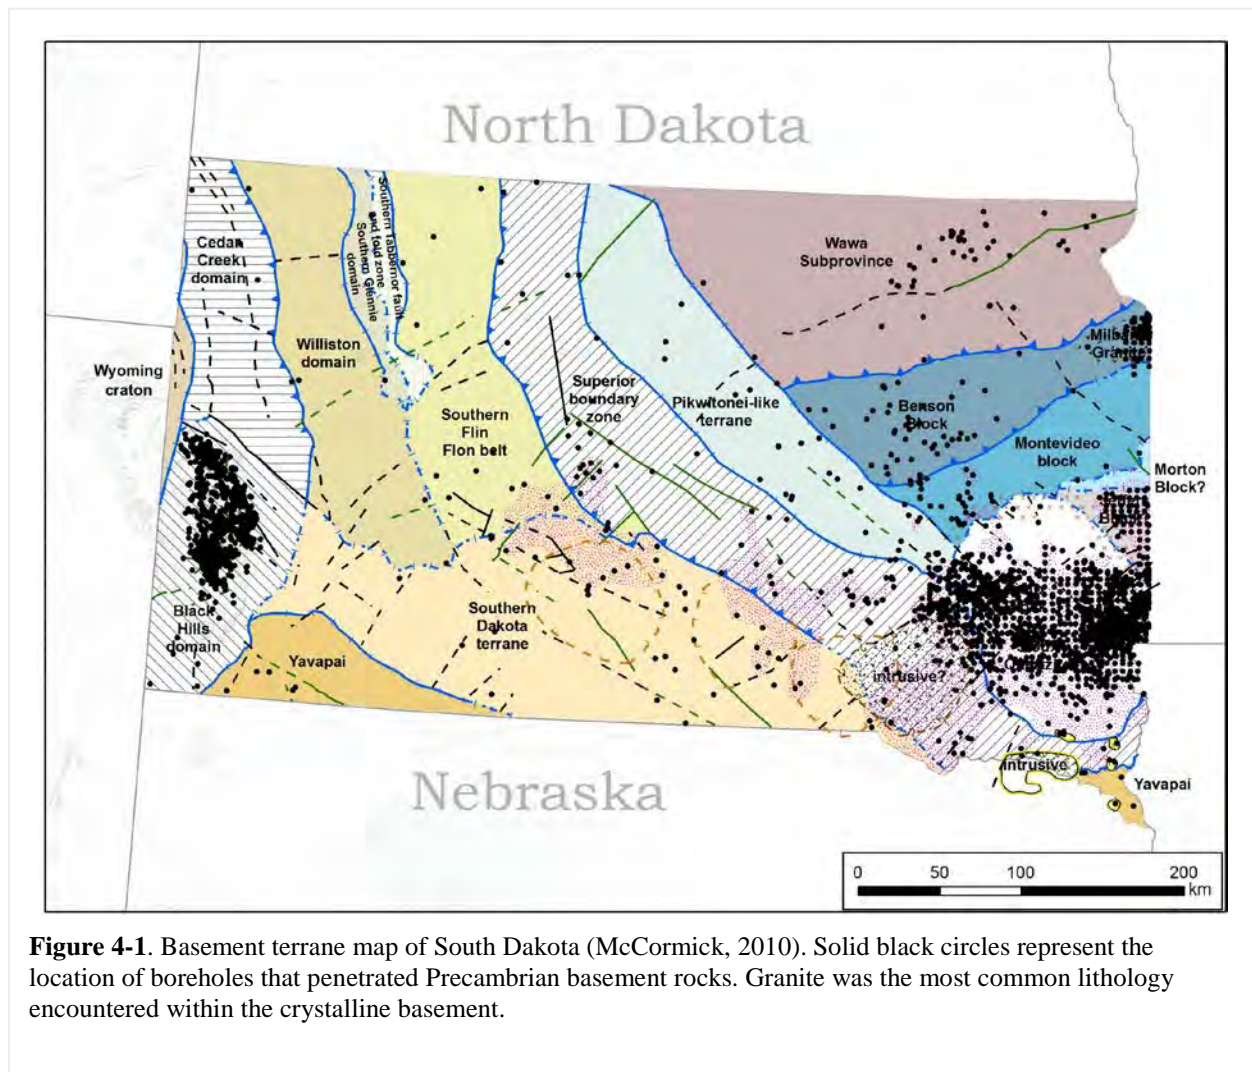 North Dakota
Cedar
Creek
domain
Southern Tabbernor fault
and fold zone
Southern Glennie
domain
Wawa
Subprovince
Wyoming
craton
Williston
domain
Southern
Flin
Flon belt
Superior
boundary
zone
Pikwitonei-like
terrane
Benson
Block
Granite
Montevideo
block
Morton
Block?
Black
Hills
domain
Yavapai
Southern
Dakota
terrane
intrusive?
intrusive
Yavapai
Nebraska
0 50 100 200
km
Figure 4-1. Basement terrane map of South Dakota (McCormick, 2010). Solid black circles represent the
location of boreholes that penetrated Precambrian basement rocks. Granite was the most common lithology
encountered within the crystalline basement.